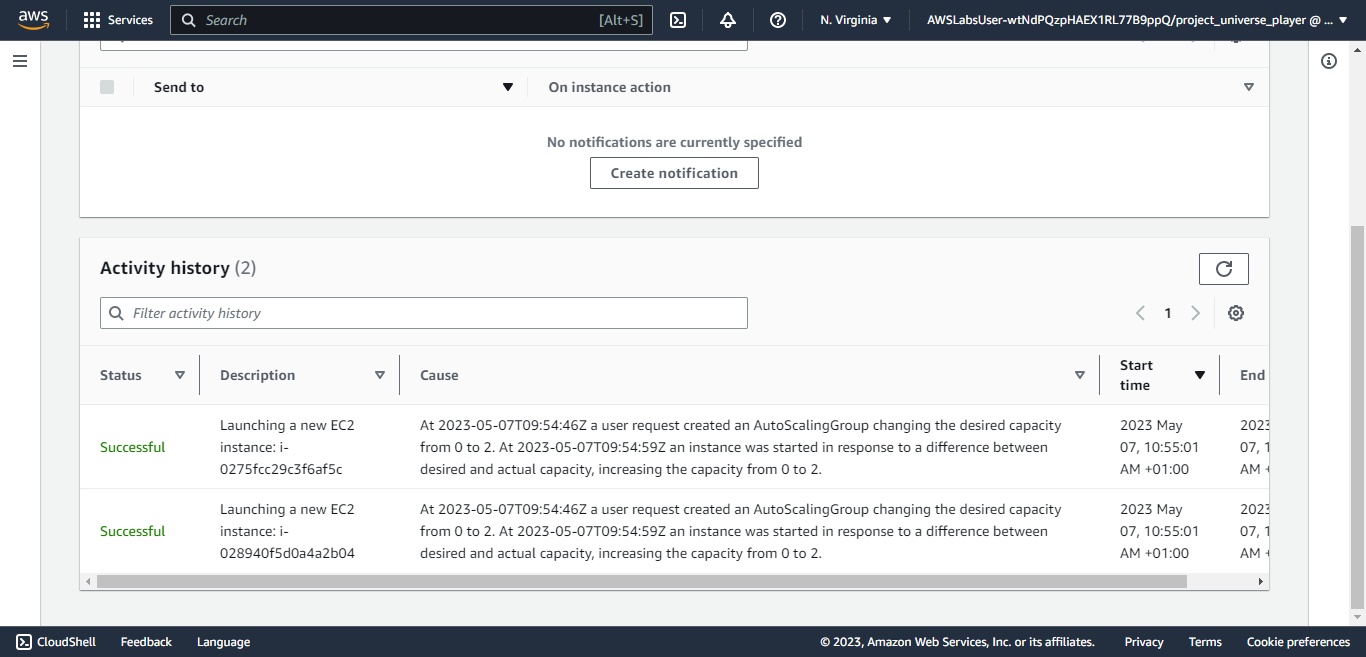 aws
Services
Search
[Alt+S]
N. Virginia
AWSLabsUser-wtNdPQzpHAEX1RL77B9ppQ/project_universe_player @ ...
Send to
On instance action
No notifications are currently specified
Create notification
Activity history (2)
Filter activity history
1
Status
Description
Cause
Start
time
End
Successful
Launching a new EC2
instance: i-
0275fcc29c3f6af5c
At 2023-05-07T09:54:46Z a user request created an AutoScalingGroup changing the desired capacity
from 0 to 2. At 2023-05-07T09:54:59Z an instance was started in response to a difference between
desired and actual capacity, increasing the capacity from 0 to 2.
2023 May
07, 10:55:01
AM +01:00
2023
07, 1
AM +
Successful
Launching a new EC2
instance: i-
028940f5d0a4a2b04
At 2023-05-07T09:54:46Z a user request created an AutoScalingGroup changing the desired capacity
from 0 to 2. At 2023-05-07T09:54:59Z an instance was started in response to a difference between
desired and actual capacity, increasing the capacity from 0 to 2.
2023 May
07, 10:55:01
AM +01:00
2023
07, 1
AM +
CloudShell
Feedback
Language
© 2023, Amazon Web Services, Inc. or its affiliates.
Privacy
Terms
Cookie preferences